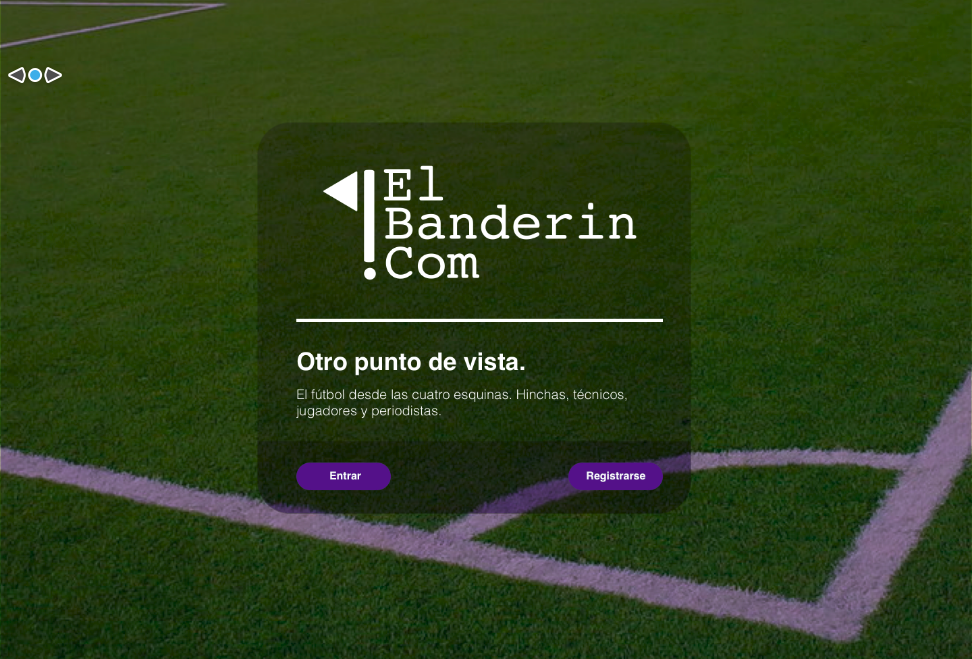 El
Banderin
Com
Otro punto de vista.
El fútbol desde las cuatro esquinas. Hinchas, técnicos,
jugadores y periodistas.
Entrar
Registrarse